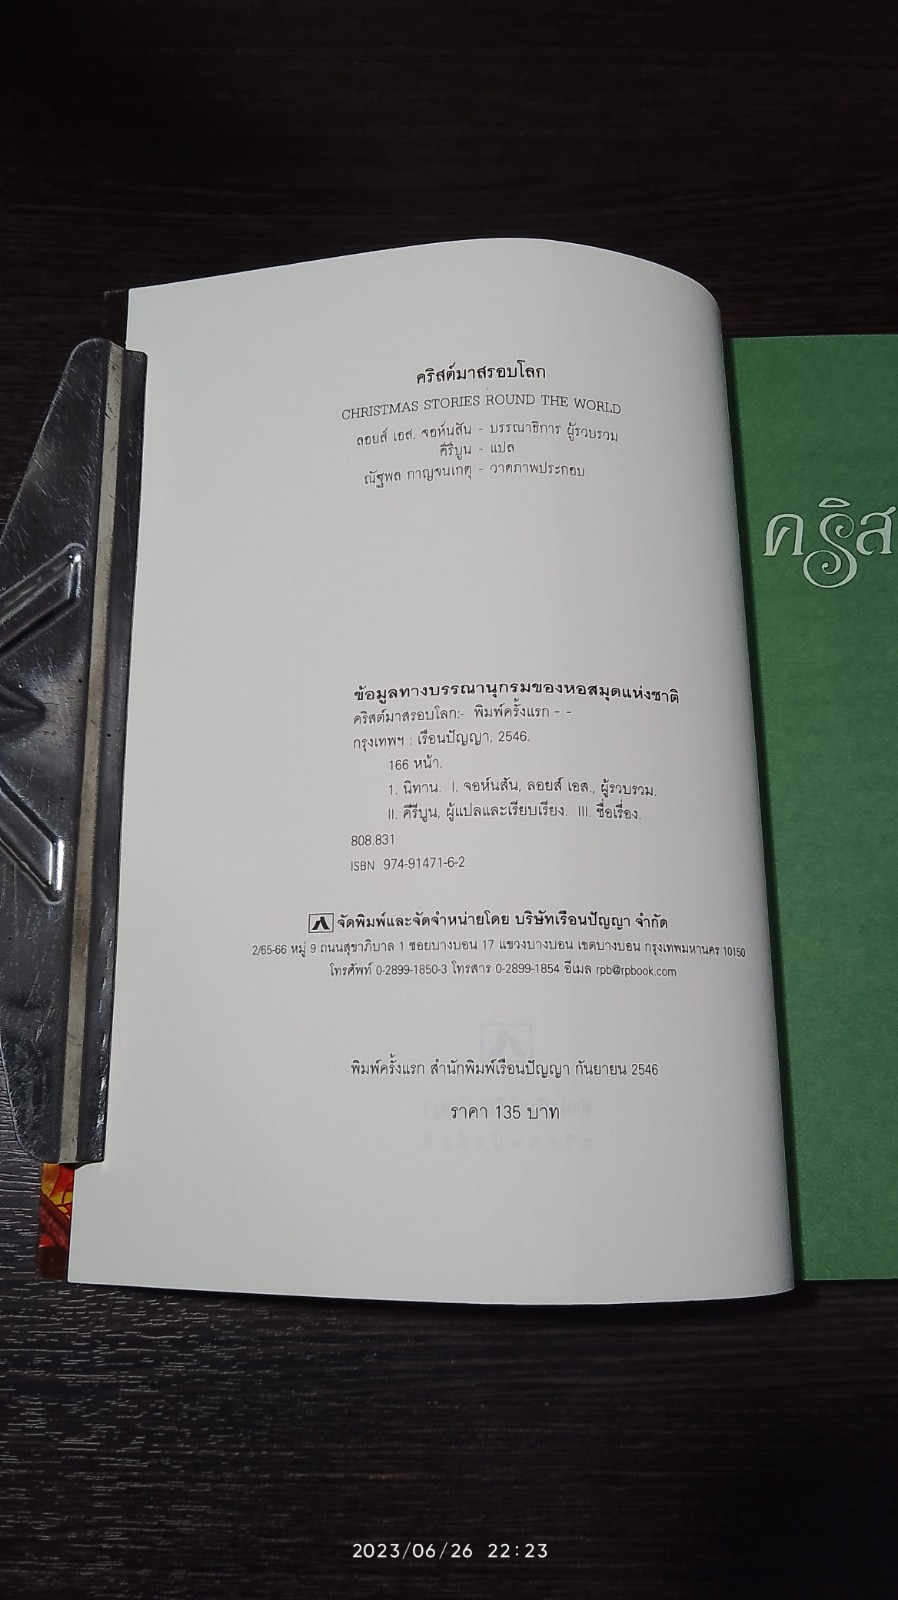 คริสต์มาสรอบโลก
CHRISTMAS STORIES ROUND THE WORLD
ลอยส์ เอส. จอห์นสัน - บรรณาธิการ ผู้รวบรวม
คีรีบูน - แปล
ณัฐพล กาญจนเกตุ - วาดภาพประกอบ
ข้อมูลทางบรรณานุกรมของหอสมุดแห่งชาติ
คริสต์มาสรอบโลก:- พิมพ์ครั้งแรก - -
กรุงเทพฯ : เรือนปัญญา, 2546.
166 หน้า.
1. นิทาน. I. จอห์นสัน, ลอยส์ เอส., ผู้รวบรวม.
II. คีรีบูน, ผู้แปลและเรียบเรียง. III. ชื่อเรื่อง.
808.831
ISBN 974-91471-6-2
จัดพิมพ์และจัดจำหน่ายโดย บริษัทเรือนปัญญา จำกัด
2/65-66 หมู่ 9 ถนนสุขาภิบาล 1 ซอยบางบอน 17 แขวงบางบอน เขตบางบอน กรุงเทพมหานคร 10150
โทรศัพท์ 0-2899-1850-3 โทรสาร 0-2899-1854 อีเมล rpb@rpbook.com
พิมพ์ครั้งแรก สำนักพิมพ์เรือนปัญญา กันยายน 2546
ราคา 135 บาท
คริส
2023/06/26 22:23